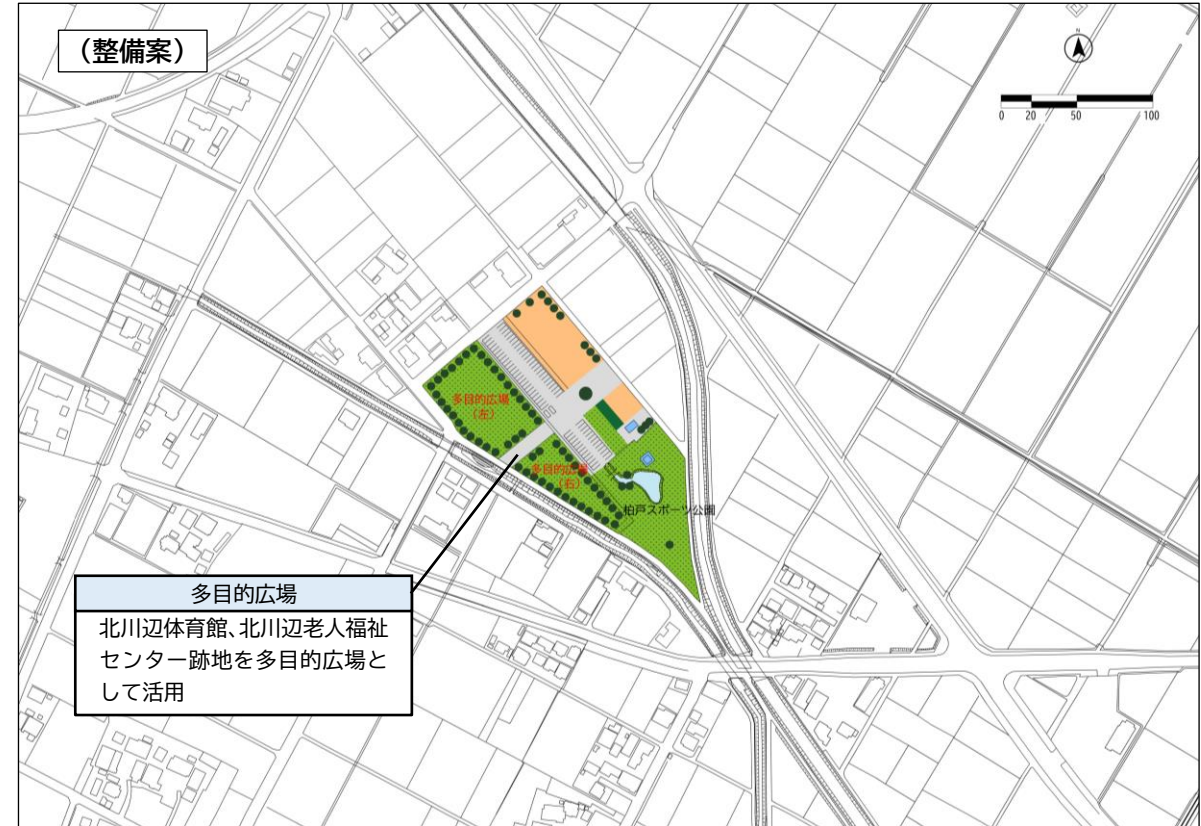 (整備案)
N
0 20 50 100
多目的広場
(左)
多目的広場
(右)
柏戸スポーツ公園
多目的広場
北川辺体育館、北川辺老人福祉
センター跡地を多目的広場と
して活用